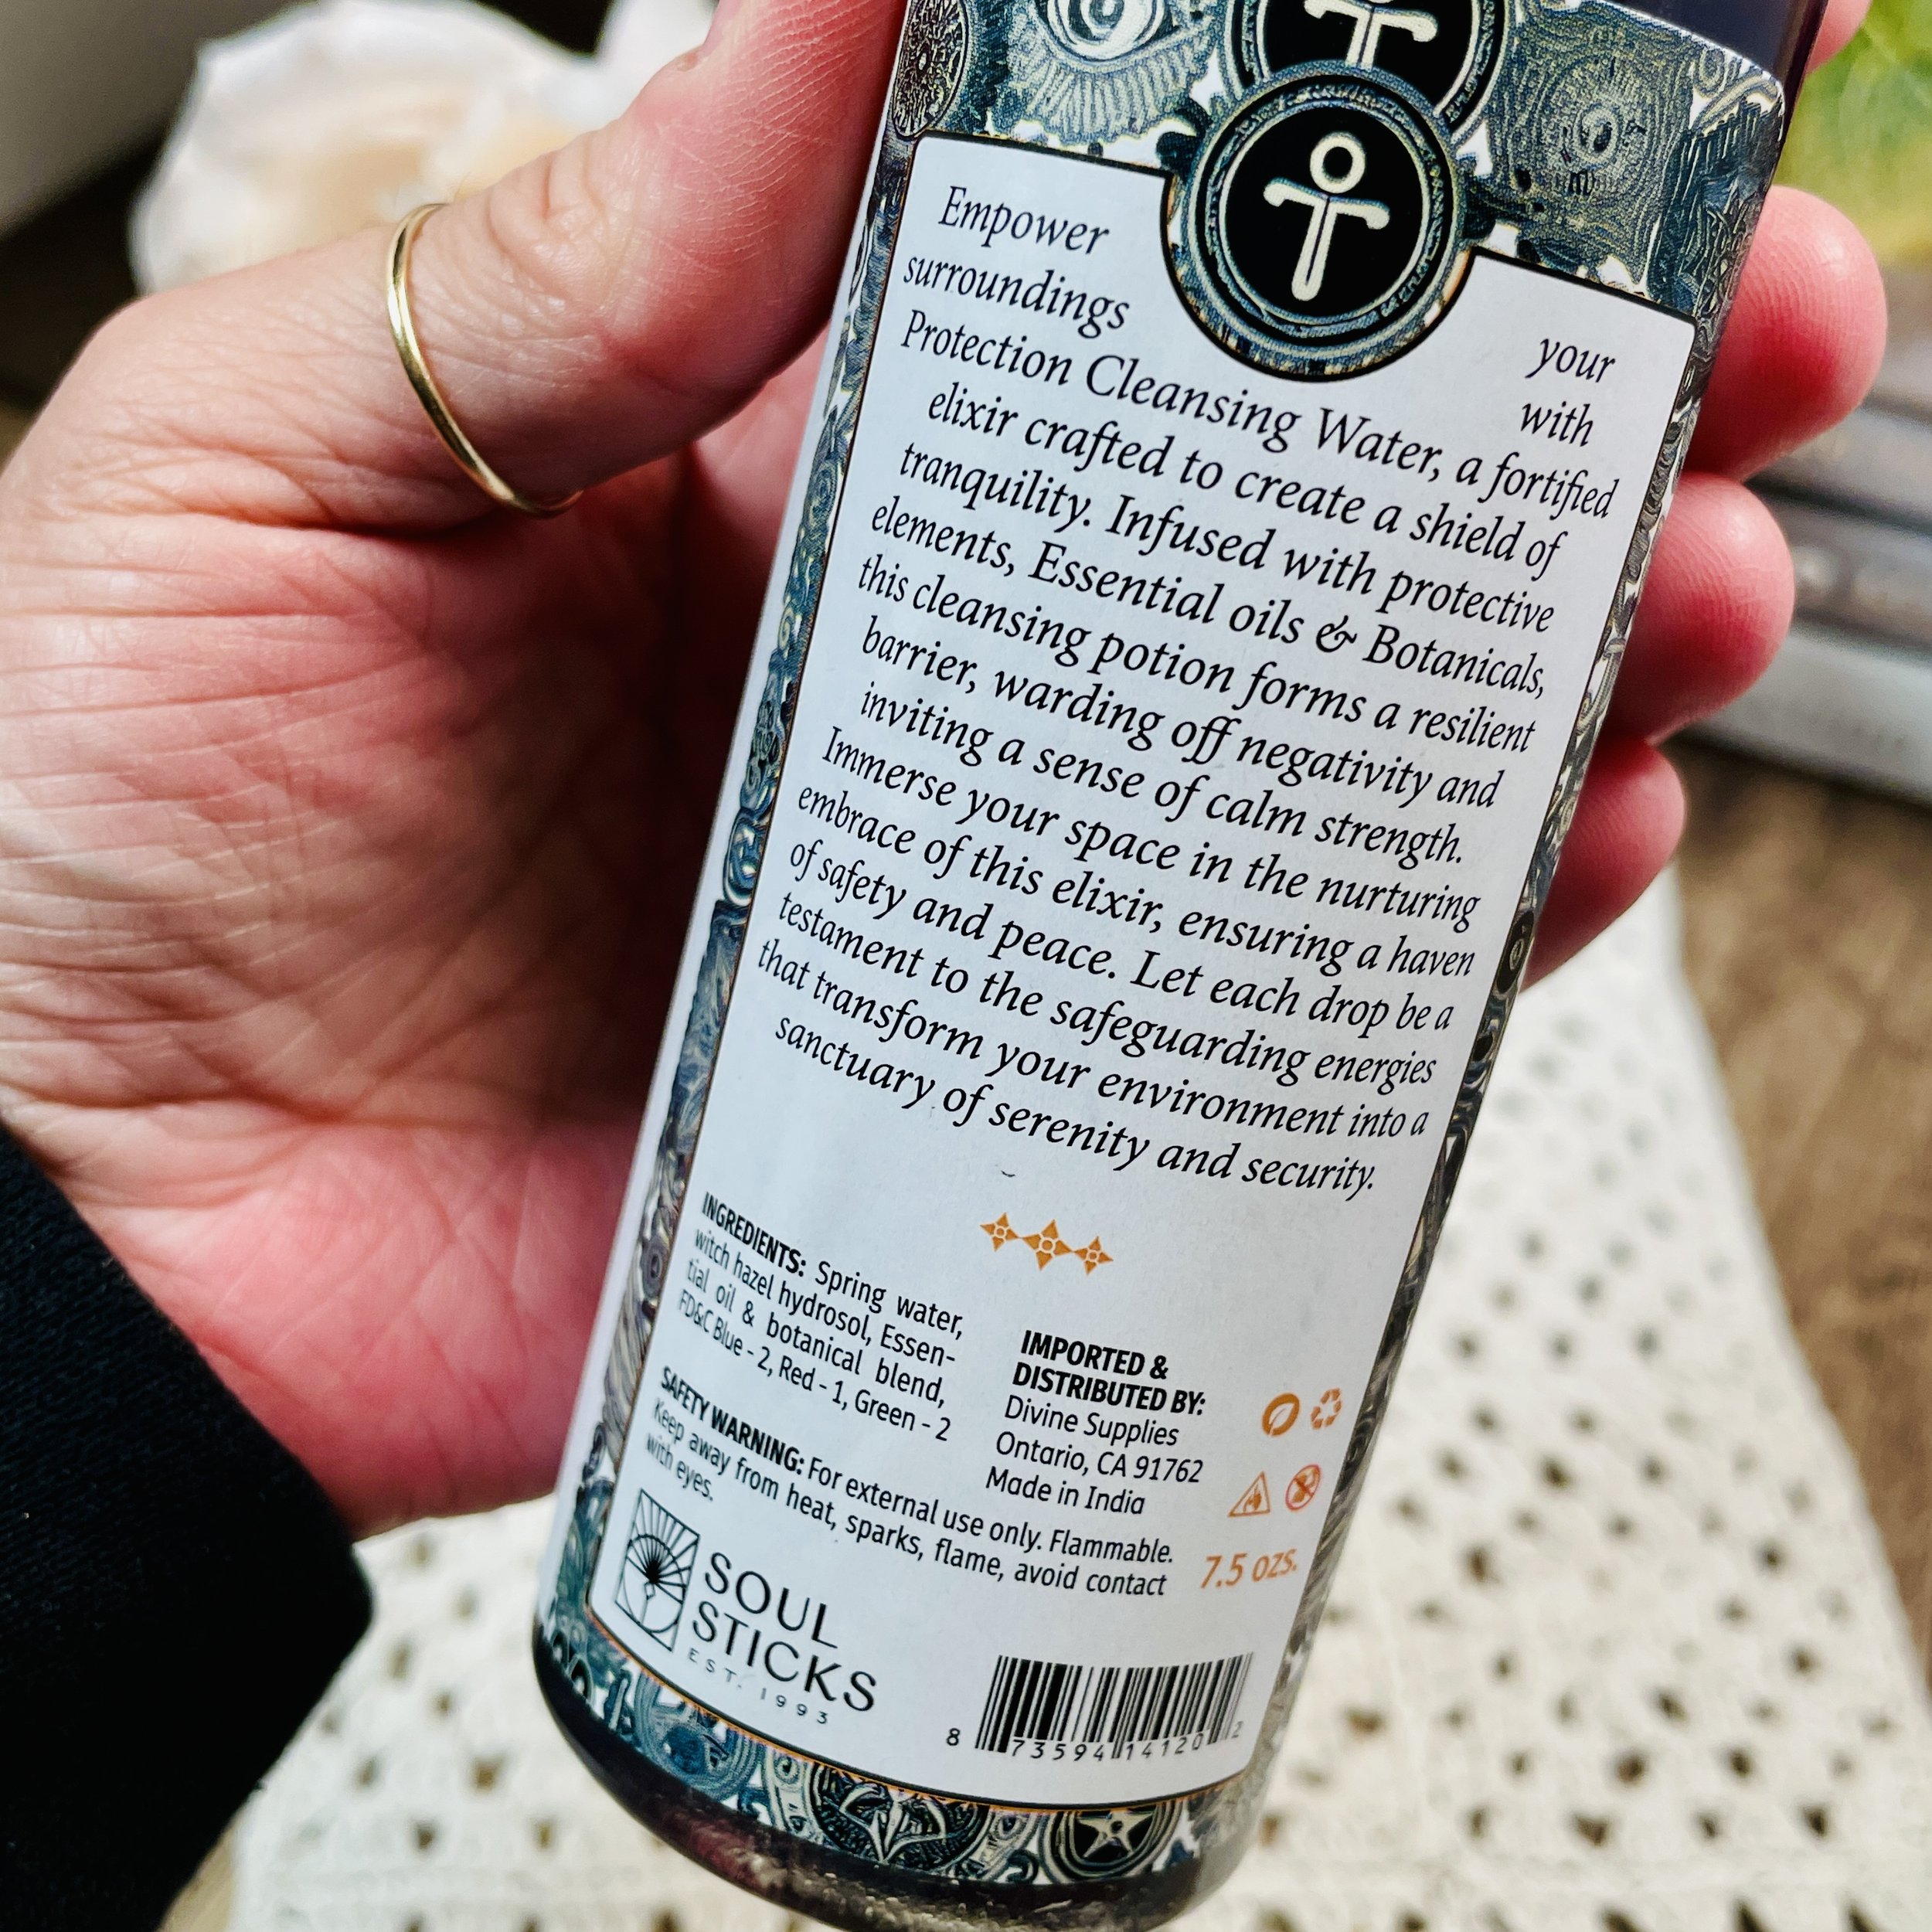 Empower your
surroundings with
Protection Cleansing Water, a fortified
elixir crafted to create a shield of
tranquility. Infused with protective
elements, Essential oils & Botanicals,
this cleansing potion forms a resilient
barrier, warding off negativity and
inviting a sense of calm strength.
Immerse your space in the nurturing
embrace of this elixir, ensuring a haven
of safety and peace. Let each drop be a
testament to the safeguarding energies
that transform your environment into a
sanctuary of serenity and security.
INGREDIENTS: Spring water,
witch hazel hydrosol, Essen-
tial oil & botanical blend,
FD&C Blue - 2, Red - 1, Green - 2
IMPORTED &
DISTRIBUTED BY:
Divine Supplies
Ontario, CA 91762
Made in India
SAFETY WARNING: For external use only. Flammable.
Keep away from heat, sparks, flame, avoid contact
with eyes.
7.5 ozs.
SOUL
STICKS
EST. 1993
8 73594 14120 2